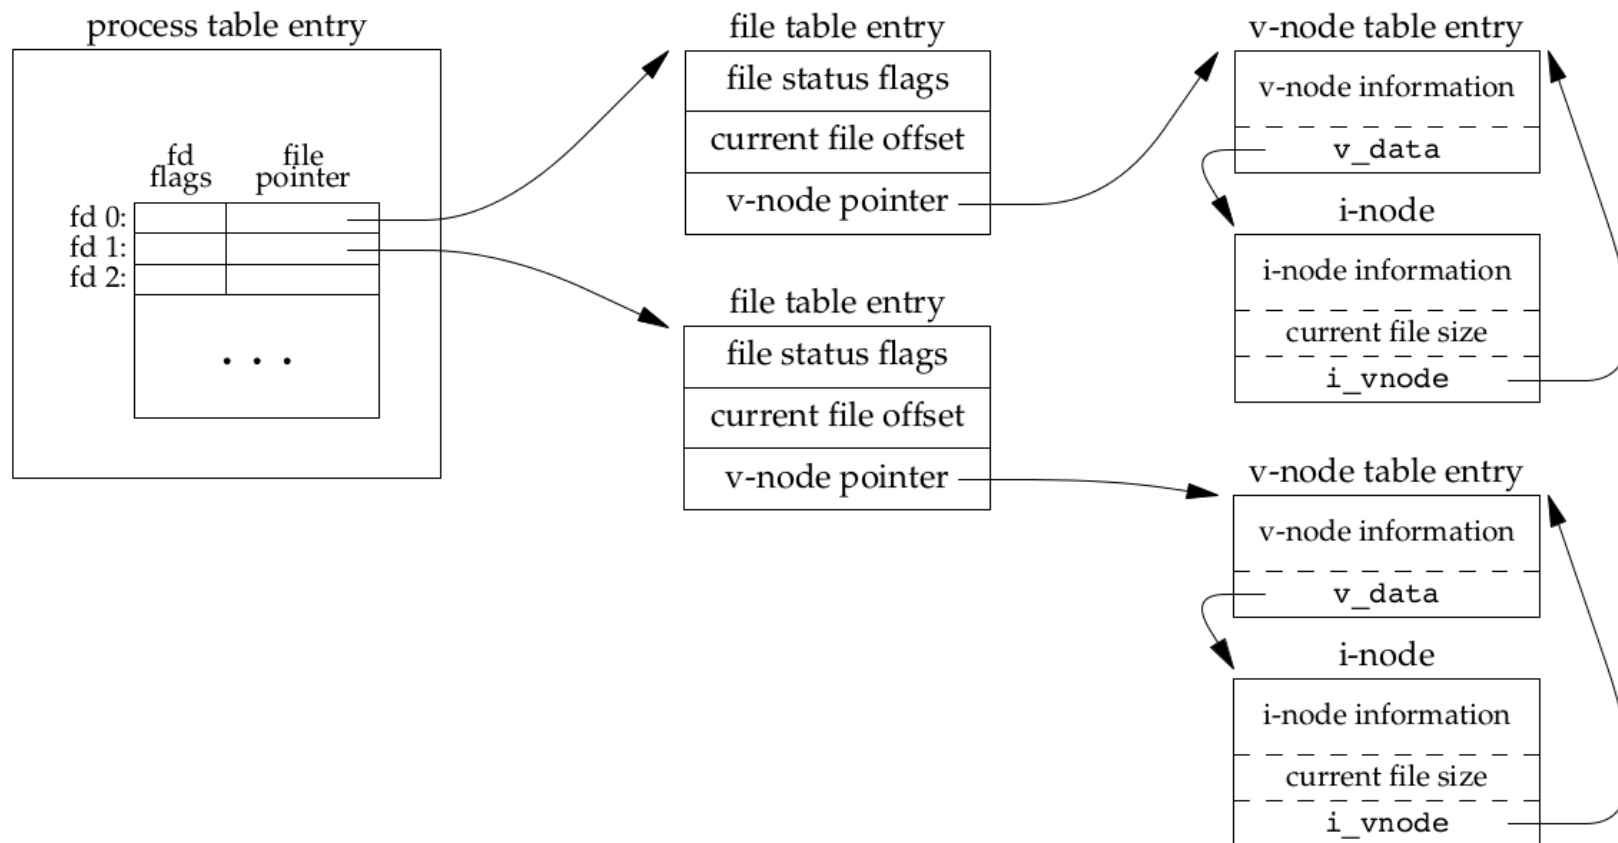 process table entry
fd
flags
file
pointer
fd 0:
fd 1:
fd 2:
. . .
file table entry
file status flags
current file offset
v-node pointer
file table entry
file status flags
current file offset
v-node pointer
v-node table entry
v-node information
v_data
i-node
i-node information
current file size
i_vnode
v-node table entry
v-node information
v_data
i-node
i-node information
current file size
i_vnode